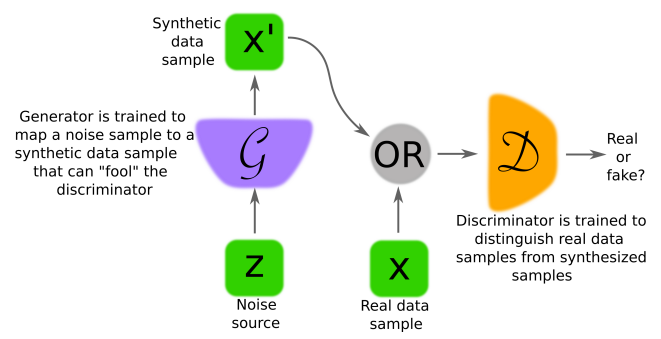 Synthetic
data
sample
x'
Generator is trained to
map a noise sample to a
synthetic data sample
that can "fool" the
discriminator
G
z
Noise
source
OR
x
Real data
sample
D
Real
or
fake?
Discriminator is trained to
distinguish real data
samples from synthesized
samples